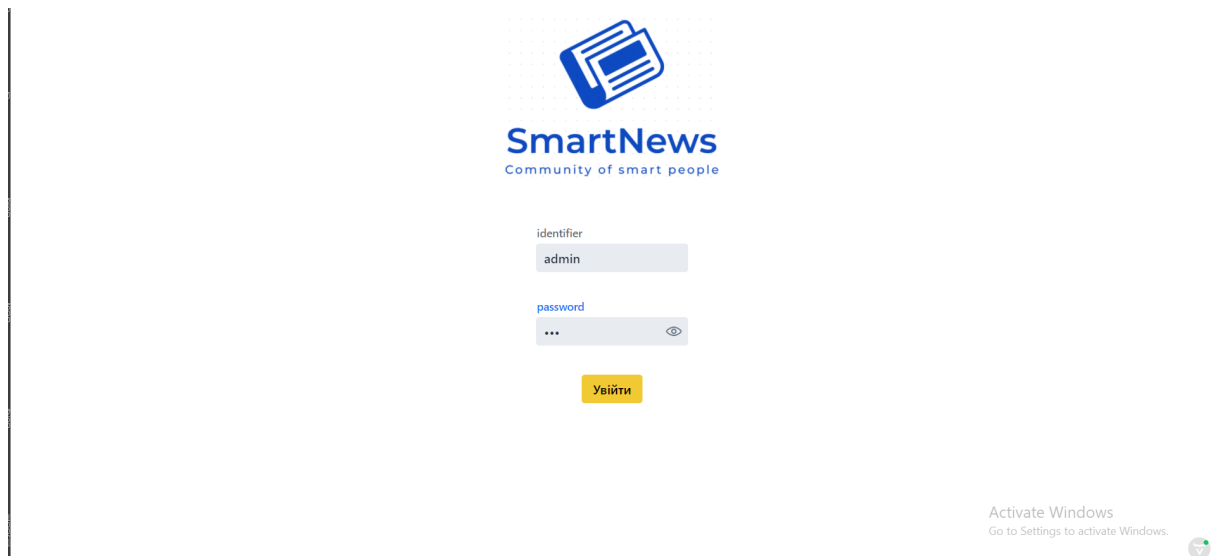 SmartNews
Community of smart people
identifier
admin
password
•••
Увійти
Activate Windows
Go to Settings to activate Windows.